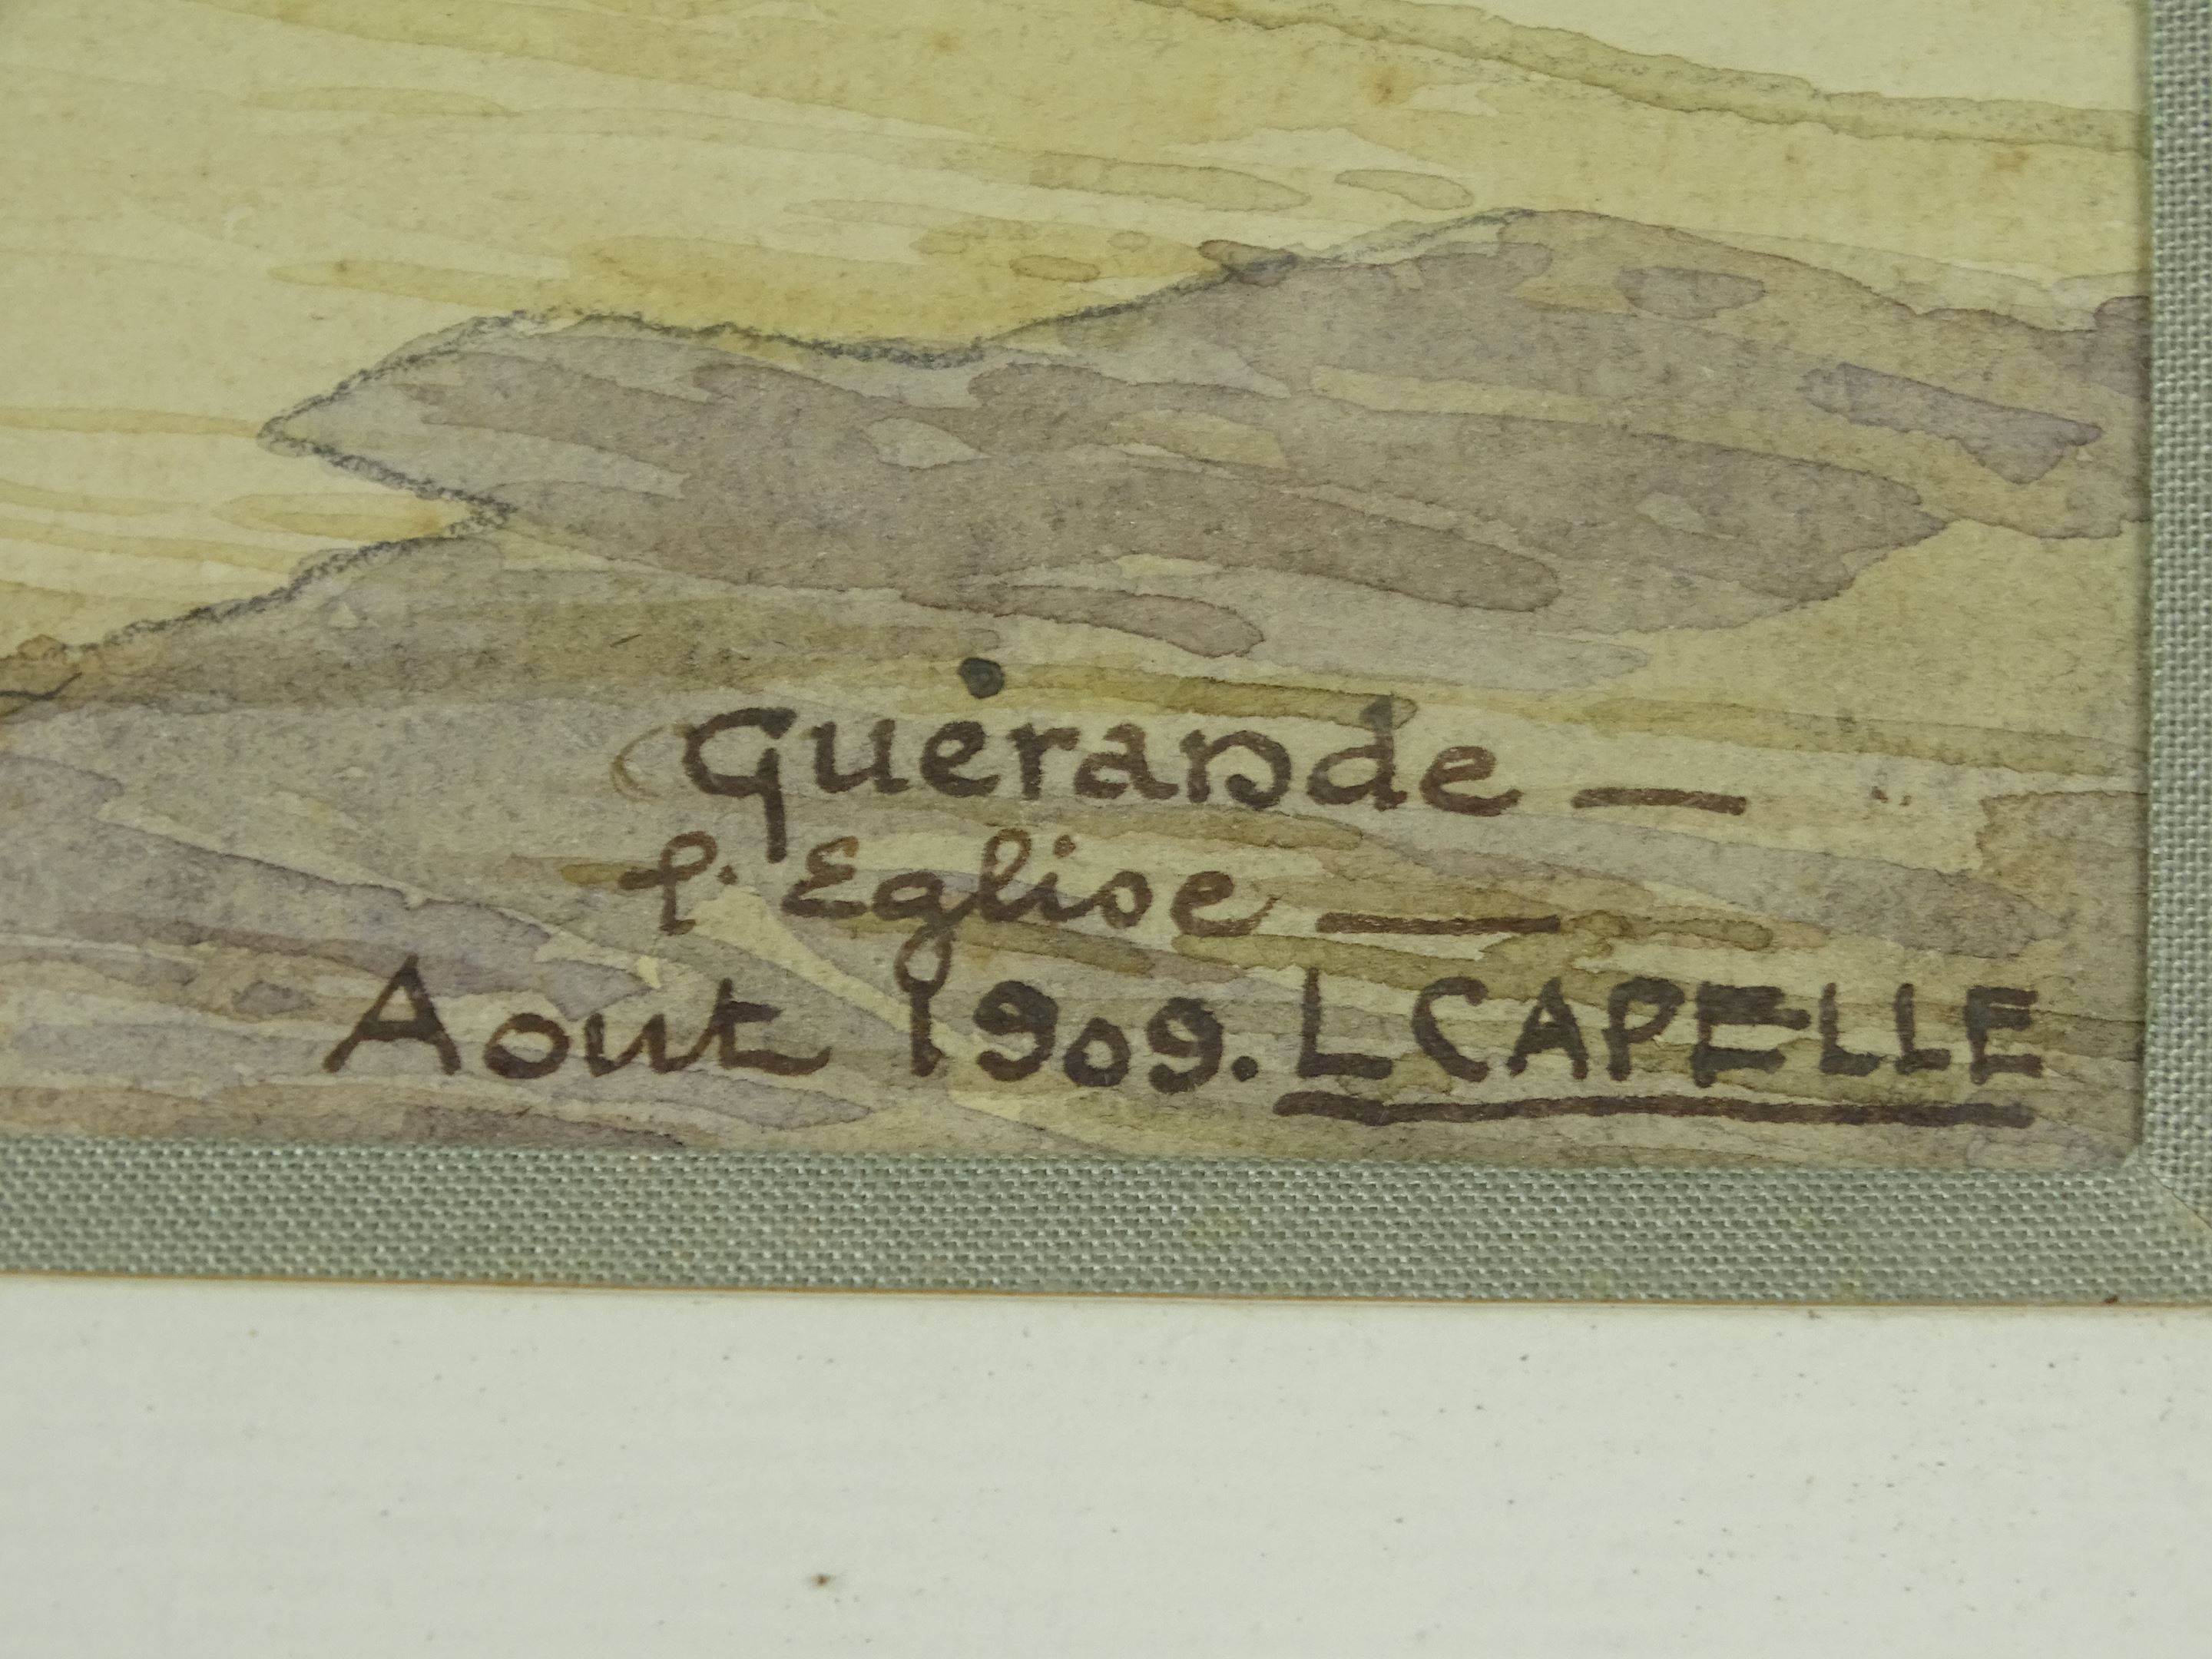 Guérande —
l'Eglise —
Aout 1909. L CAPELLE